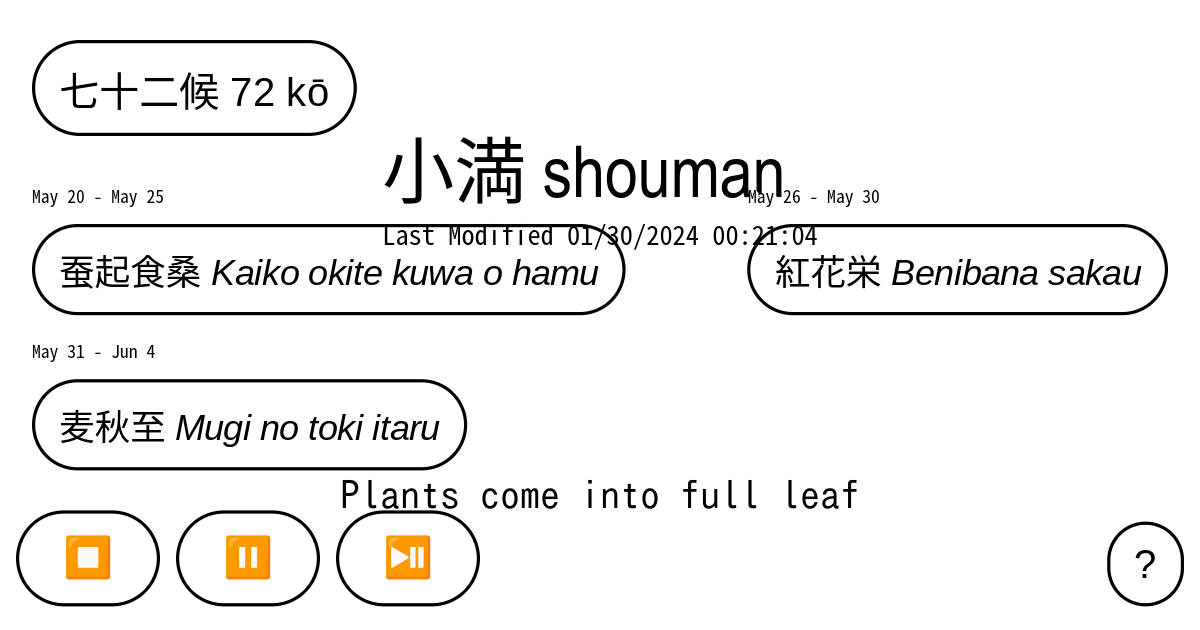 七十二候 72 kō
小満 shouman
May 20 - May 25
May 26 - May 30
Last Modified 01/30/2024 00:21:04
蚕起食桑 Kaiko okite kuwa o hamu
紅花栄 Benibana sakau
May 31 - Jun 4
麦秋至 Mugi no toki itaru
Plants come into full leaf
?